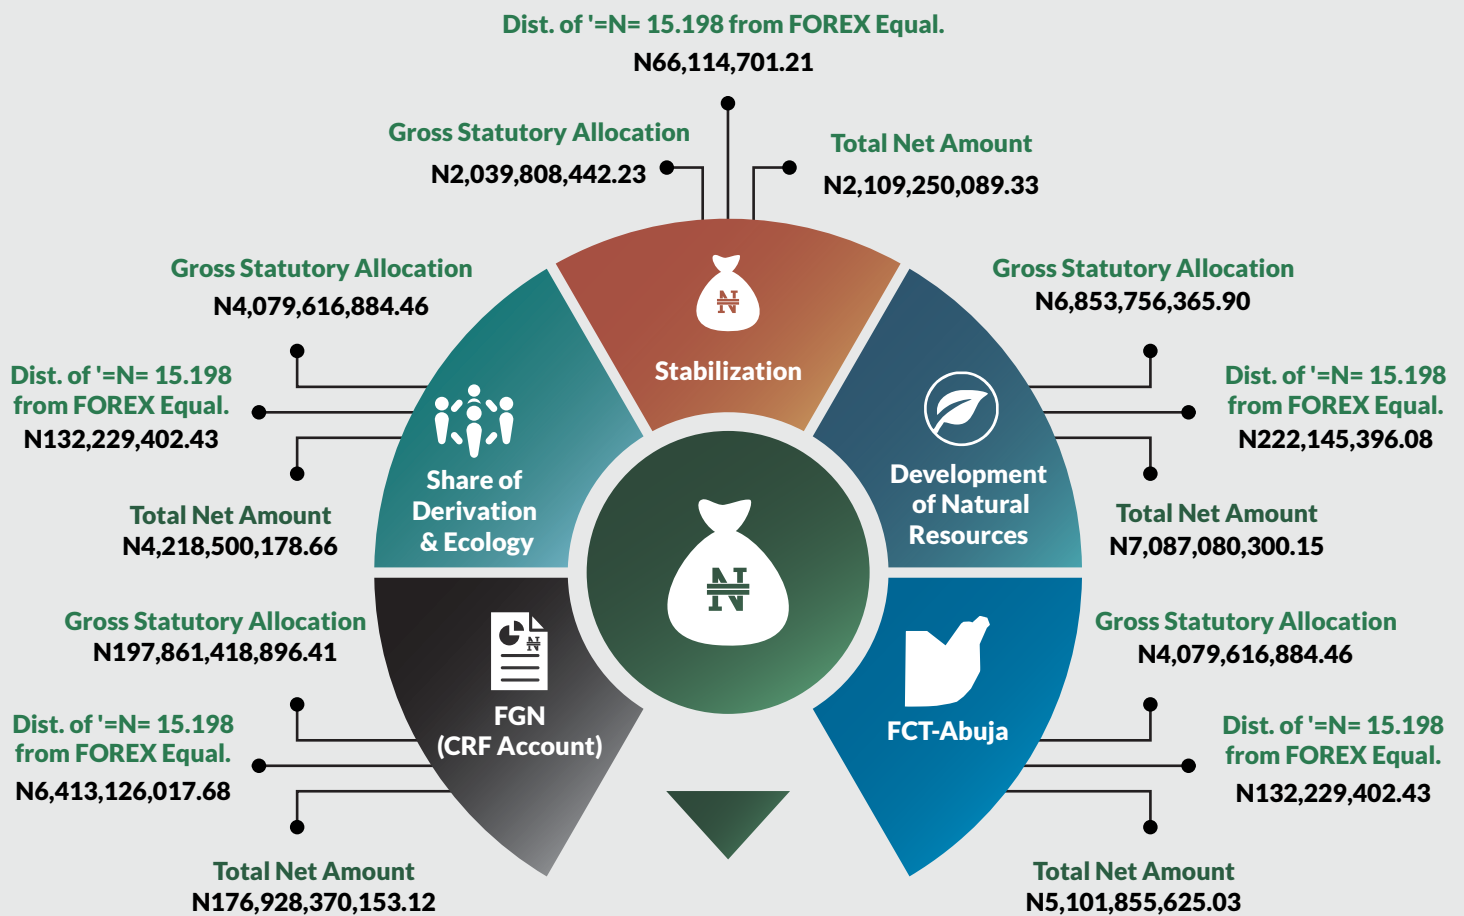 Dist. of '=N= 15.198 from FOREX Equal.
N66,114,701.21
Gross Statutory Allocation
N2,039,808,442.23
Total Net Amount
N2,109,250,089.33
Stabilization
Gross Statutory Allocation
N4,079,616,884.46
Dist. of '=N= 15.198
from FOREX Equal.
N132,229,402.43
Total Net Amount
N4,218,500,178.66
Share of
Derivation
& Ecology
Gross Statutory Allocation
N6,853,756,365.90
Dist. of '=N= 15.198
from FOREX Equal.
N222,145,396.08
Total Net Amount
N7,087,080,300.15
Development
of Natural
Resources
Gross Statutory Allocation
N197,861,418,896.41
Dist. of '=N= 15.198
from FOREX Equal.
N6,413,126,017.68
Total Net Amount
N176,928,370,153.12
FGN
(CRF Account)
Gross Statutory Allocation
N4,079,616,884.46
Dist. of '=N= 15.198
from FOREX Equal.
N132,229,402.43
Total Net Amount
N5,101,855,625.03
FCT-Abuja